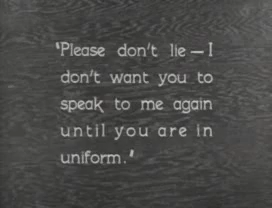 "Please don't lie — I
don't want you to
speak to me again
until you are in
uniform."